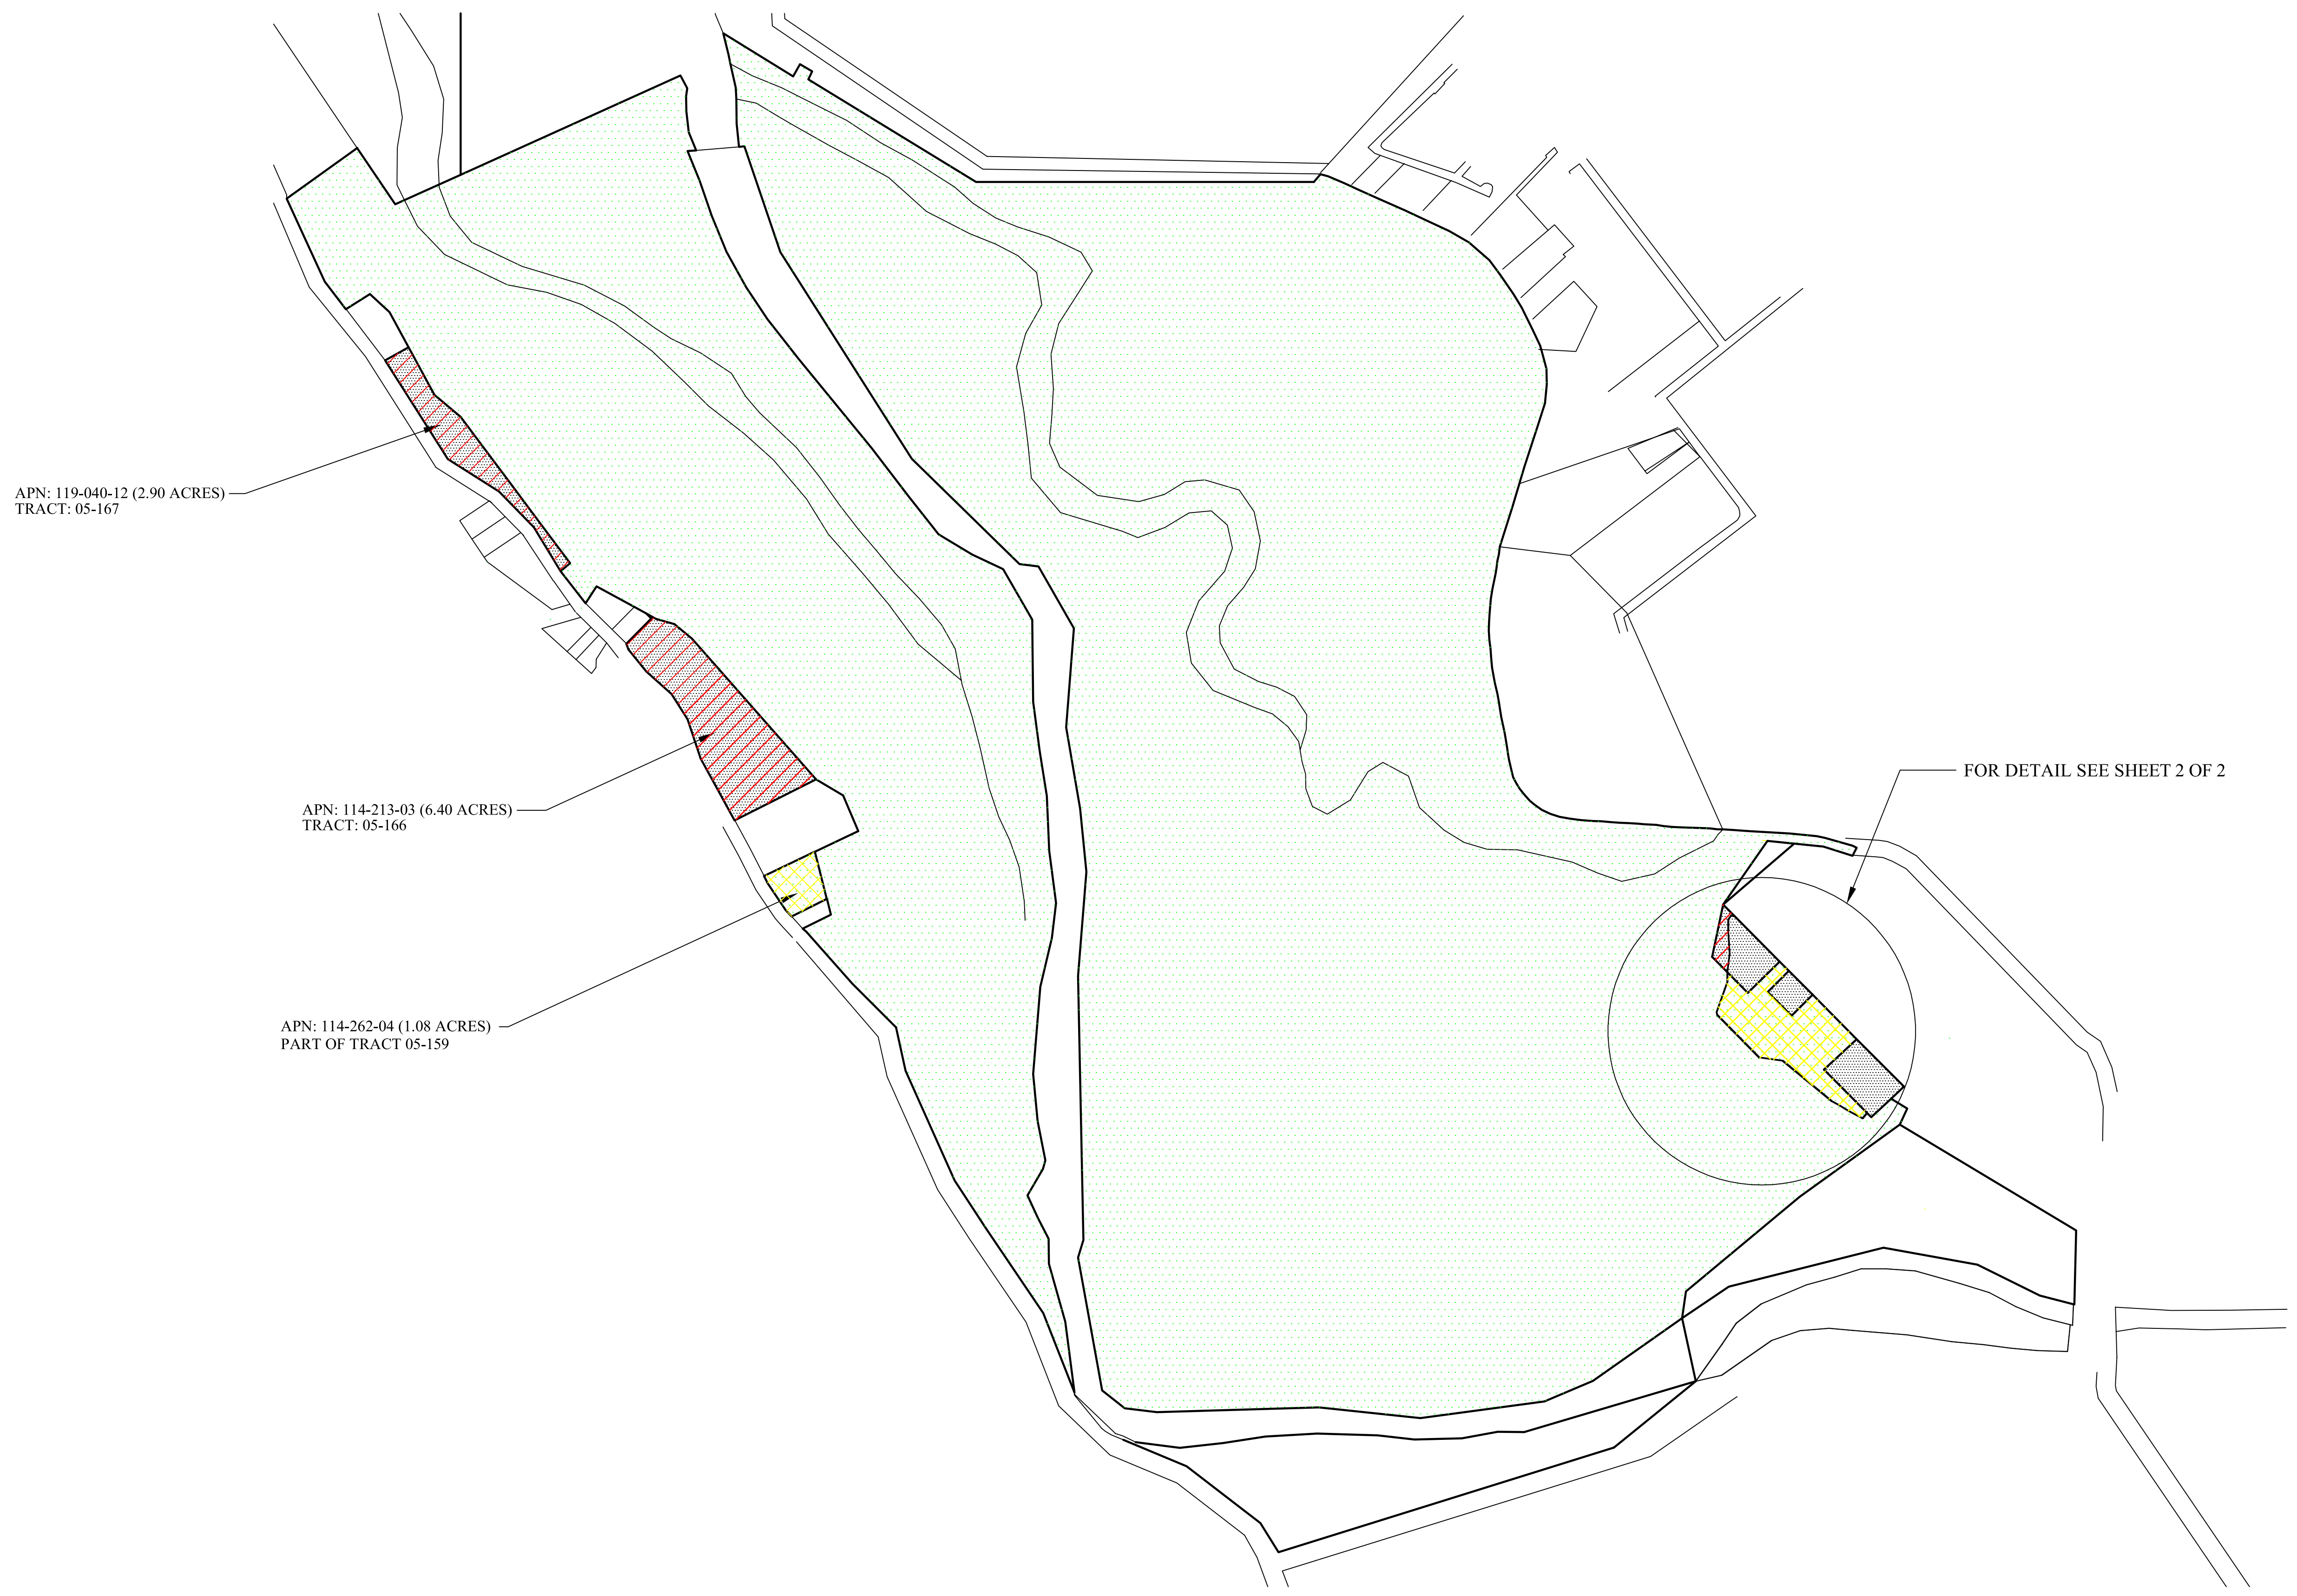 APN: 119-040-12 (2.90 ACRES)
TRACT: 05-167
FOR DETAIL SEE SHEET 2 OF 2
APN: 114-213-03 (6.40 ACRES)
TRACT: 05-166
APN: 114-262-04 (1.08 ACRES)
PART OF TRACT 05-159